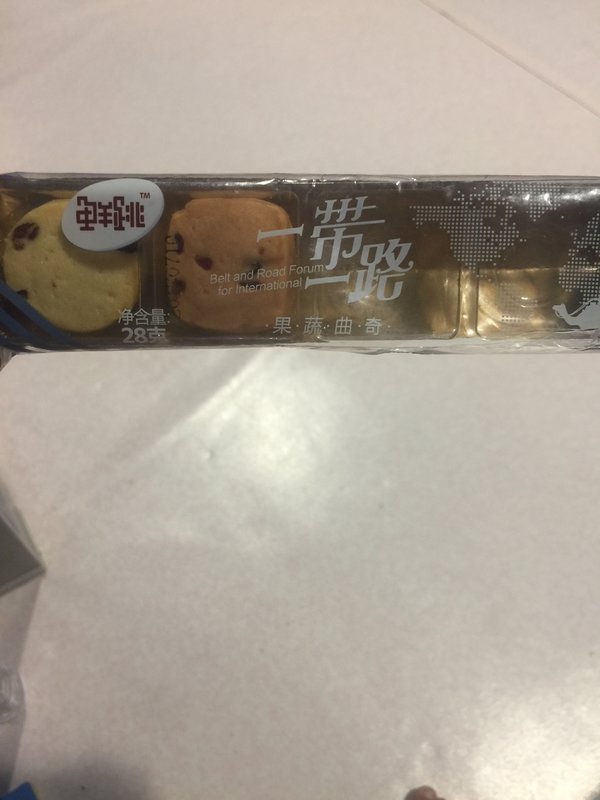 TM
一带一路
Belt and Road Forum
for International
果·蔬·曲·奇
净含量:
28克